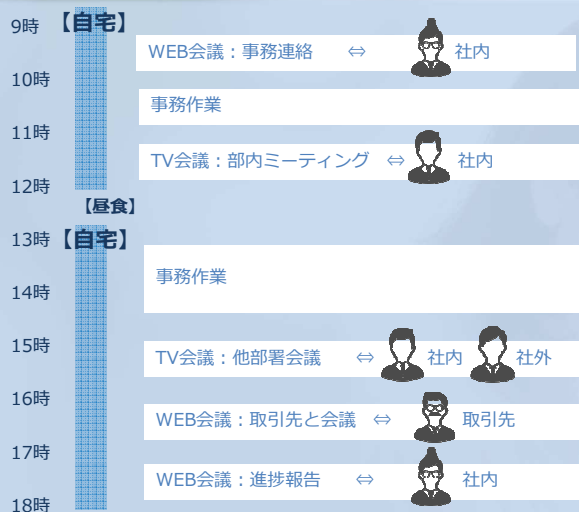 9時 【自宅】
WEB会議：事務連絡 ⇔ 社内
10時
事務作業
11時
TV会議：部内ミーティング ⇔ 社内
12時
【昼食】
13時 【自宅】
事務作業
14時
15時
TV会議：他部署会議 ⇔ 社内 社外
16時
WEB会議：取引先と会議 ⇔ 取引先
17時
WEB会議：進捗報告 ⇔ 社内
18時